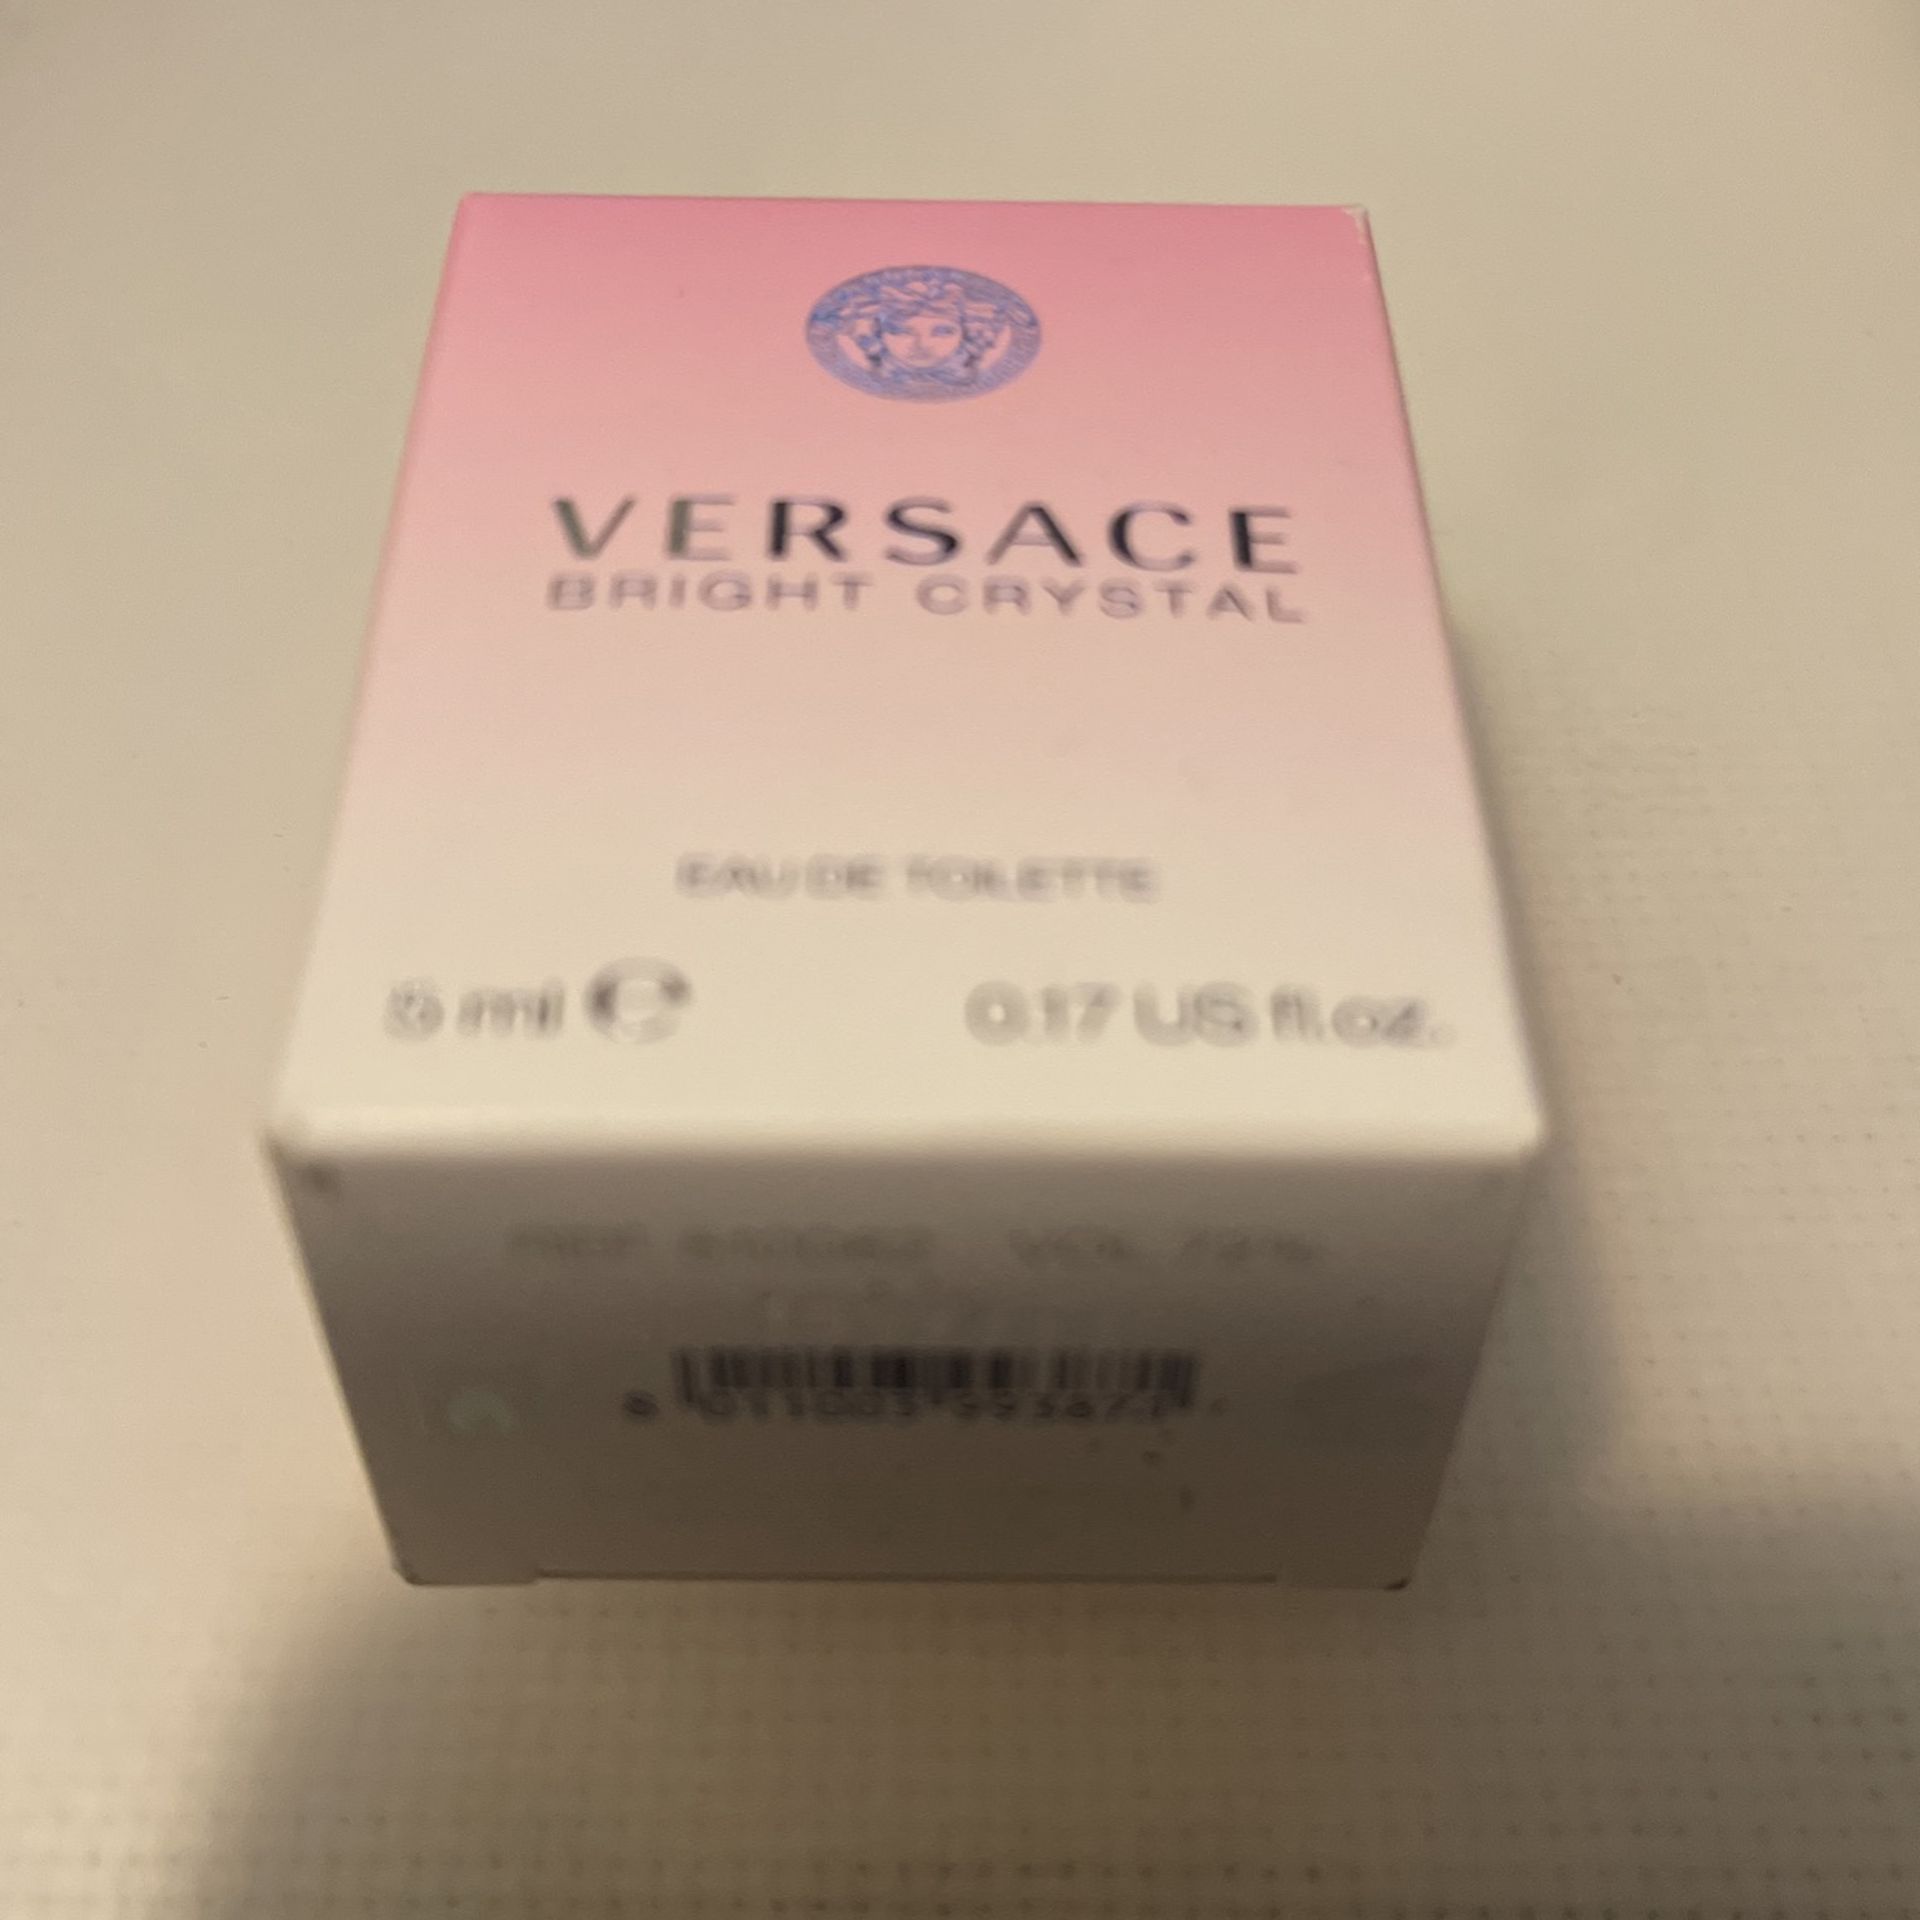 VERSACE
BRIGHT CRYSTAL
EAU DE TOILETTE
5 ml e
0.17 US fl.oz.